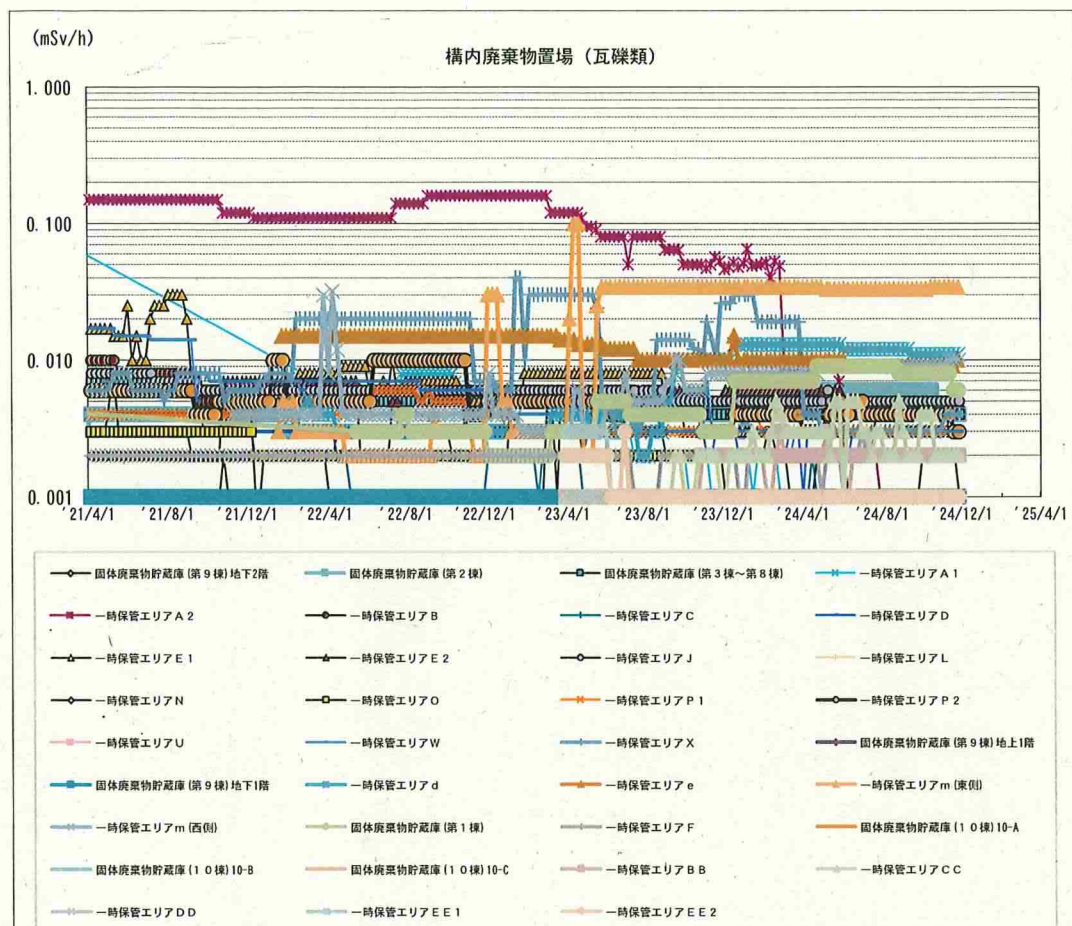 (mSv/h)
構内廃棄物置場 (瓦礫類)
1.000
0.100
0.010
0.001
'21/4/1 '21/8/1 '21/12/1 '22/4/1 '22/8/1 '22/12/1 '23/4/1 '23/8/1 '23/12/1 '24/4/1 '24/8/1 '24/12/1 '25/4/1
固体廃棄物貯蔵庫(第9棟)地下2階 固体廃棄物貯蔵庫(第2棟) 固体廃棄物貯蔵庫(第3棟～第8棟) 一時保管エリアA1
一時保管エリアA2 一時保管エリアB 一時保管エリアC 一時保管エリアD
一時保管エリアE1 一時保管エリアE2 一時保管エリアJ 一時保管エリアL
一時保管エリアN 一時保管エリアO 一時保管エリアP1 一時保管エリアP2
一時保管エリアU 一時保管エリアW 一時保管エリアX 固体廃棄物貯蔵庫(第9棟)地上1階
固体廃棄物貯蔵庫(第9棟)地下1階 一時保管エリアd 一時保管エリアe 一時保管エリアm(東側)
一時保管エリアm(西側) 固体廃棄物貯蔵庫(第1棟) 一時保管エリアF 固体廃棄物貯蔵庫(10棟)10-A
固体廃棄物貯蔵庫(10棟)10-B 固体廃棄物貯蔵庫(10棟)10-C 一時保管エリアBB 一時保管エリアCC
一時保管エリアDD 一時保管エリアEE1 一時保管エリアEE2